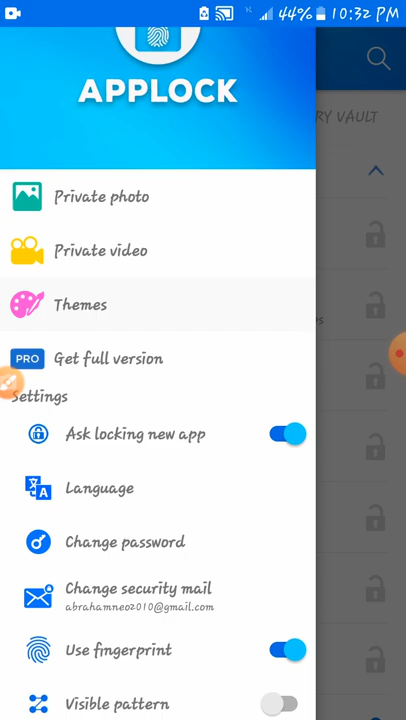 44% 10:32 PM
APPLOCK
RY VAULT
Private photo
Private video
Themes
s
PRO Get full version
Settings
Ask locking new app
Language
Change password
Change security mail
abrahamneo2010@gmail.com
Use fingerprint
Visible pattern